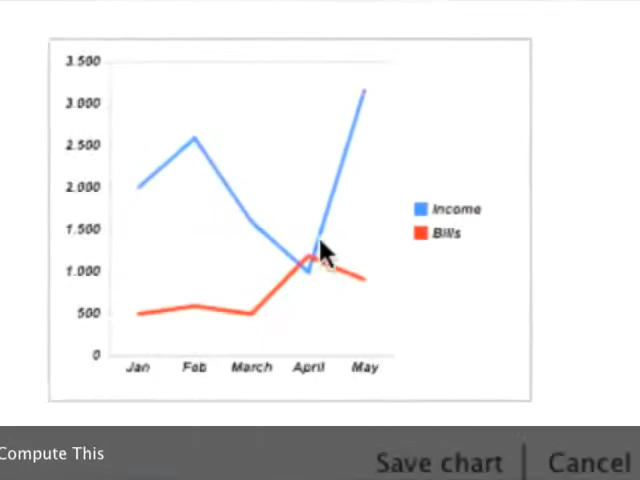 3.500
3.000
2.500
2.000
1.500
1.000
500
0
Jan Feb March April May
Income
Bills
Compute This
Save chart | Cancel